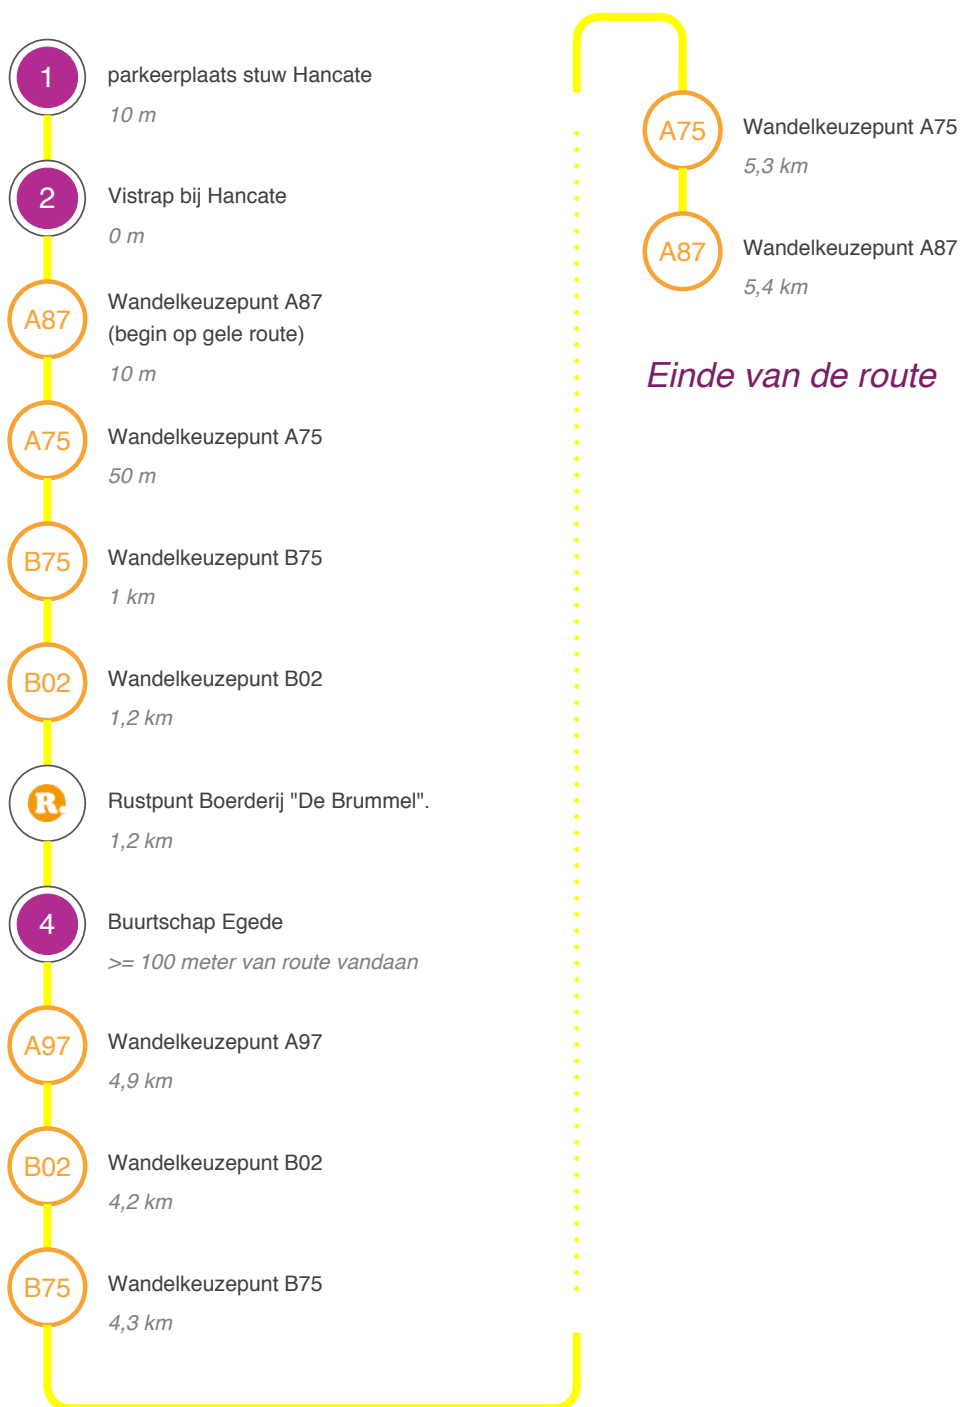 1
parkeerplaats stuw Hancate
10 m
2
Vistrap bij Hancate
0 m
A87
Wandelkeuzepunt A87
(begin op gele route)
10 m
A75
Wandelkeuzepunt A75
50 m
B75
Wandelkeuzepunt B75
1 km
B02
Wandelkeuzepunt B02
1,2 km
R.
Rustpunt Boerderij "De Brummel".
1,2 km
4
Buurtschap Egede
>= 100 meter van route vandaan
A97
Wandelkeuzepunt A97
4,9 km
B02
Wandelkeuzepunt B02
4,2 km
B75
Wandelkeuzepunt B75
4,3 km
A75
Wandelkeuzepunt A75
5,3 km
A87
Wandelkeuzepunt A87
5,4 km
Einde van de route